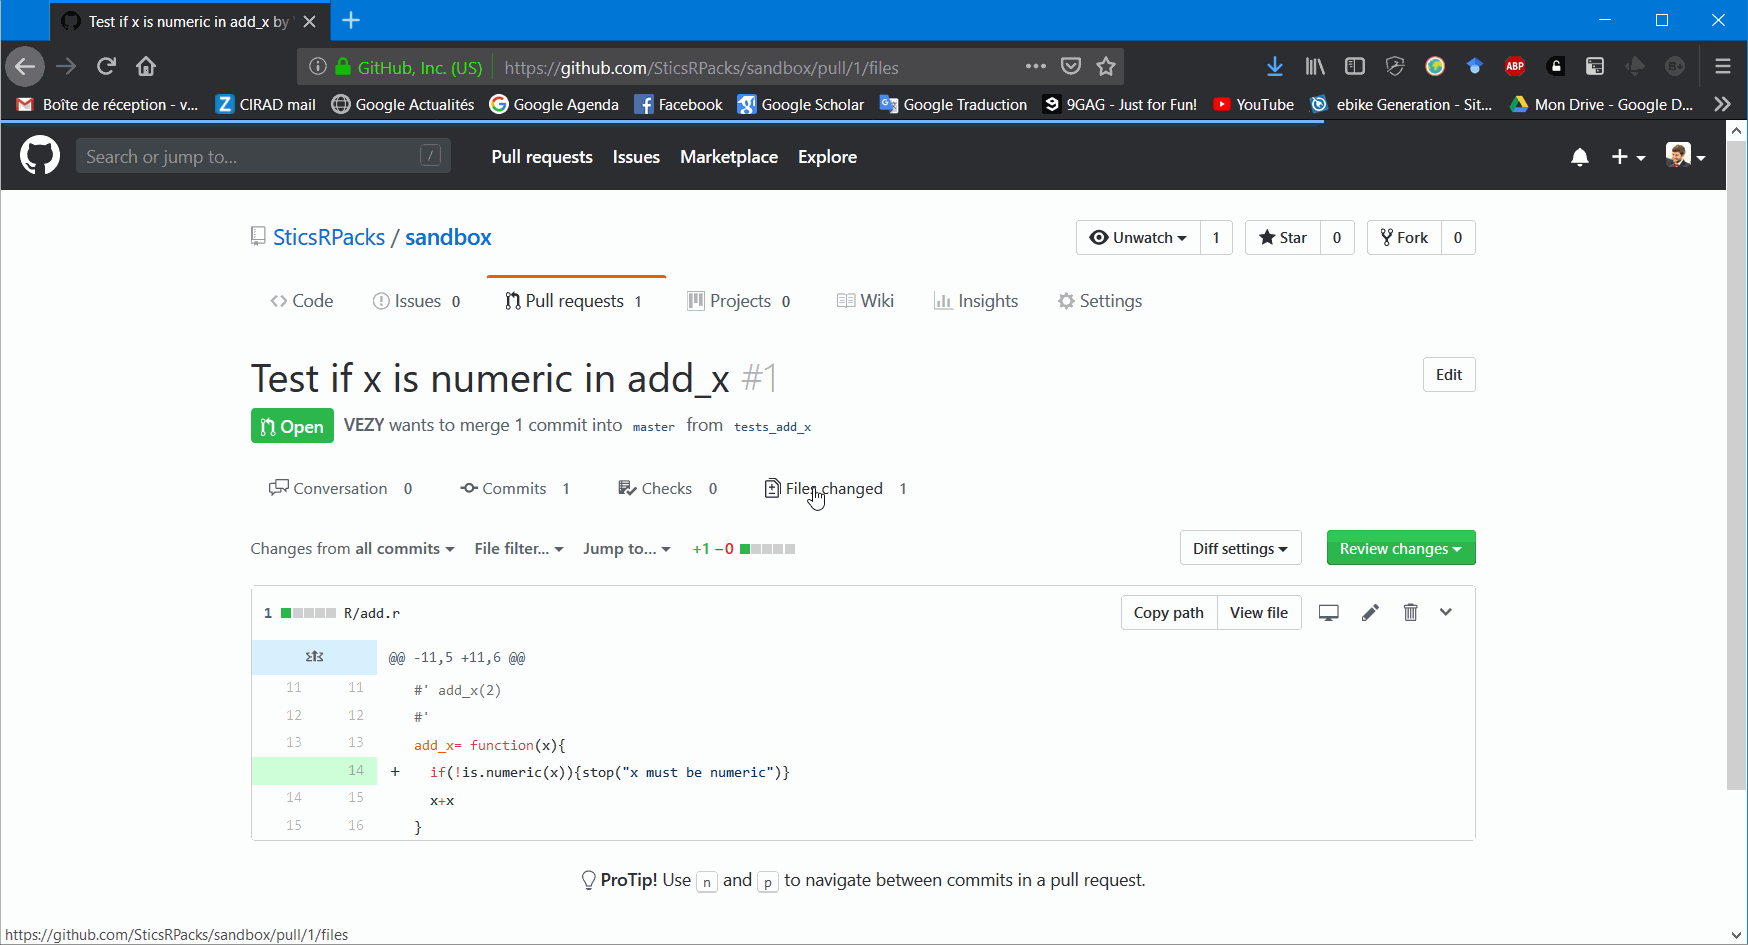 Test if x is numeric in add_x by
GitHub, Inc. (US) https://github.com/SticsRPacks/sandbox/pull/1/files
ABP
Boîte de réception - v... CIRAD mail Google Actualités Google Agenda Facebook Google Scholar Google Traduction 9GAG - Just for Fun! YouTube ebike Generation - Sit... Mon Drive - Google D...
Search or jump to... / Pull requests Issues Marketplace Explore
SticsRPacks / sandbox Unwatch 1 Star 0 Fork 0
Code Issues 0 Pull requests 1 Projects 0 Wiki Insights Settings
Test if x is numeric in add_x #1 Edit
Open VEZY wants to merge 1 commit into master from tests_add_x
Conversation 0 Commits 1 Checks 0 Files changed 1
Changes from all commits File filter... Jump to... +1 −0 Diff settings Review changes
1 R/add.r Copy path View file
@@ -11,5 +11,6 @@
11 11 #' add_x(2)
12 12 #'
13 13 add_x= function(x){
14 + if(!is.numeric(x)){stop("x must be numeric")}
14 15 x+x
15 16 }
ProTip! Use n and p to navigate between commits in a pull request.
https://github.com/SticsRPacks/sandbox/pull/1/files